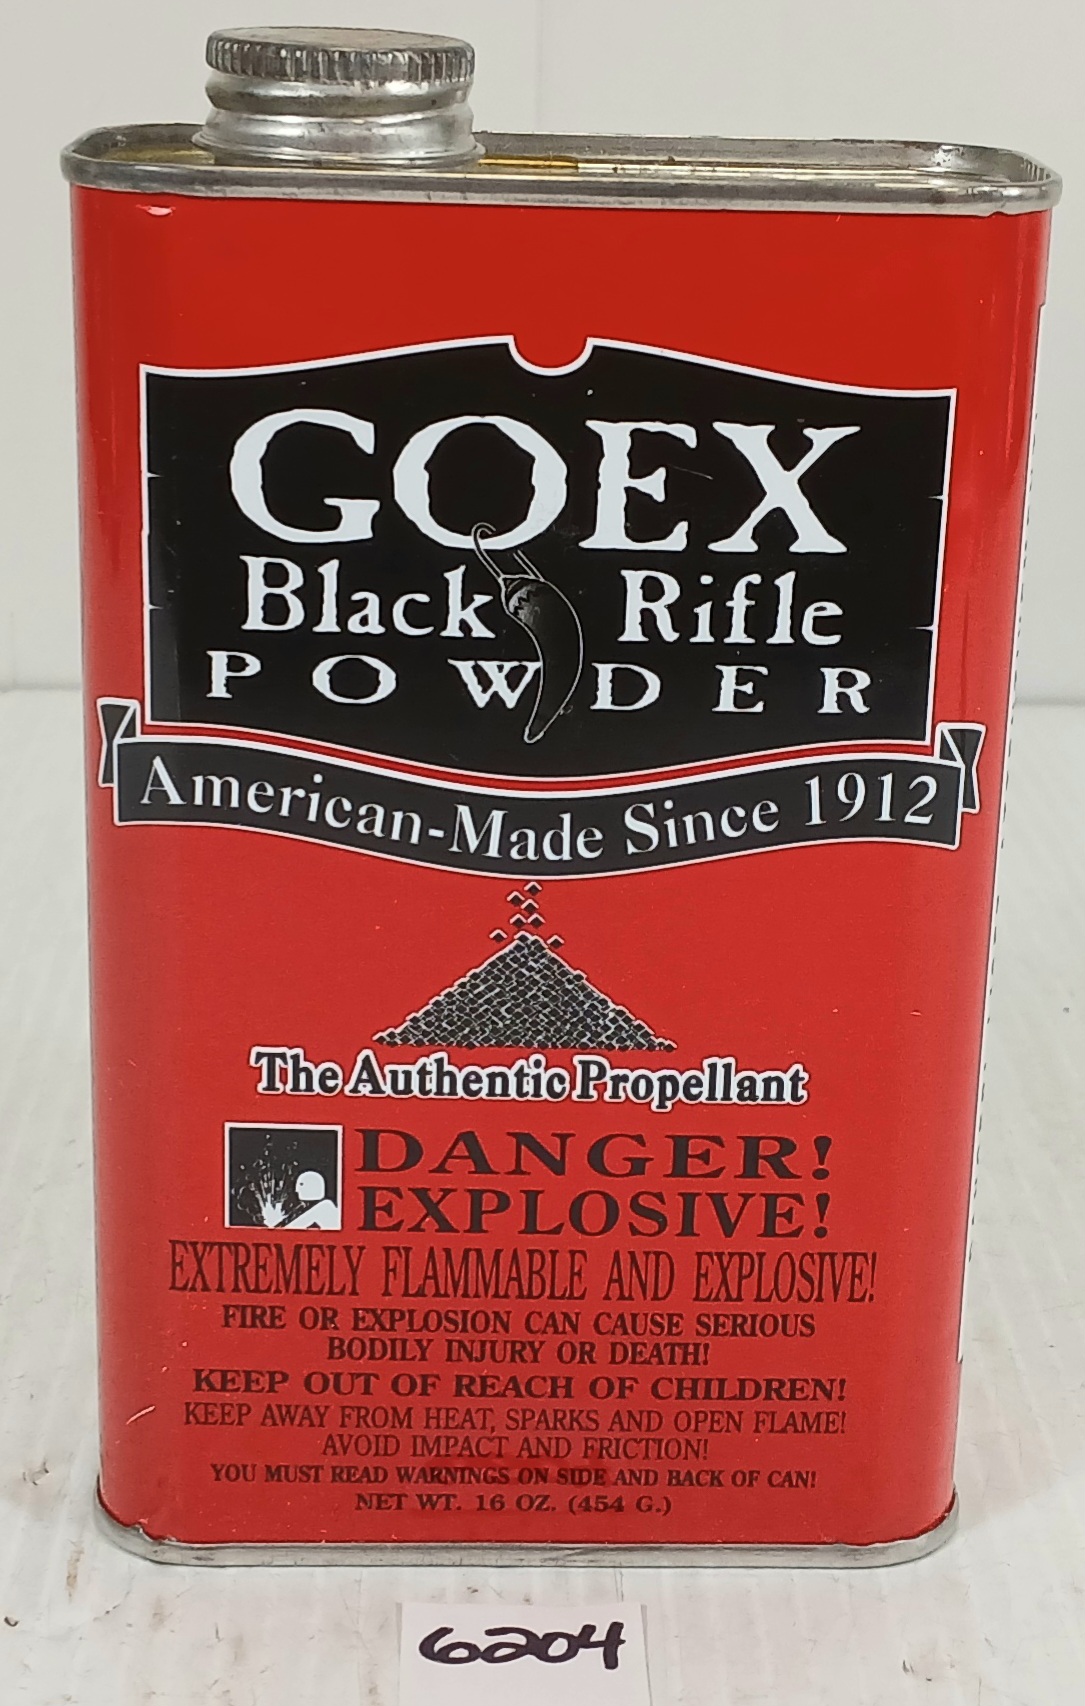 GOEX
Black Rifle
POWDER
American-Made Since 1912
The Authentic Propellant
DANGER!
EXPLOSIVE!
EXTREMELY FLAMMABLE AND EXPLOSIVE!
FIRE OR EXPLOSION CAN CAUSE SERIOUS
BODILY INJURY OR DEATH!
KEEP OUT OF REACH OF CHILDREN!
KEEP AWAY FROM HEAT, SPARKS AND OPEN FLAME!
AVOID IMPACT AND FRICTION!
YOU MUST READ WARNINGS ON SIDE AND BACK OF CAN!
NET WT. 16 OZ. (454 G.)
6204